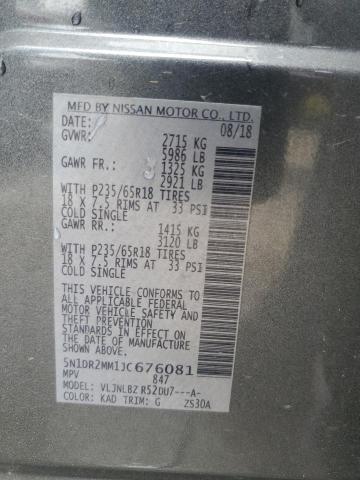 MFD BY NISSAN MOTOR CO., LTD.
DATE: 08/18
GVWR: 2715 KG
5986 LB
GAWR FR.: 1325 KG
2921 LB
WITH P235/65R18 TIRES
18 X 7.5 RIMS AT 33 PSI
COLD SINGLE
GAWR RR.: 1415 KG
3120 LB
WITH P235/65R18 TIRES
18 X 7.5 RIMS AT 33 PSI
COLD SINGLE
THIS VEHICLE CONFORMS TO
ALL APPLICABLE FEDERAL
MOTOR VEHICLE SAFETY AND
THEFT PREVENTION
STANDARDS IN EFFECT ON
THE DATE OF MANUFACTURE
SHOWN ABOVE.
5N1DR2MM1JC676081
MPV 847
MODEL: VLJNLBZ R52DU7---A-
COLOR: KAD TRIM: G ZS30A